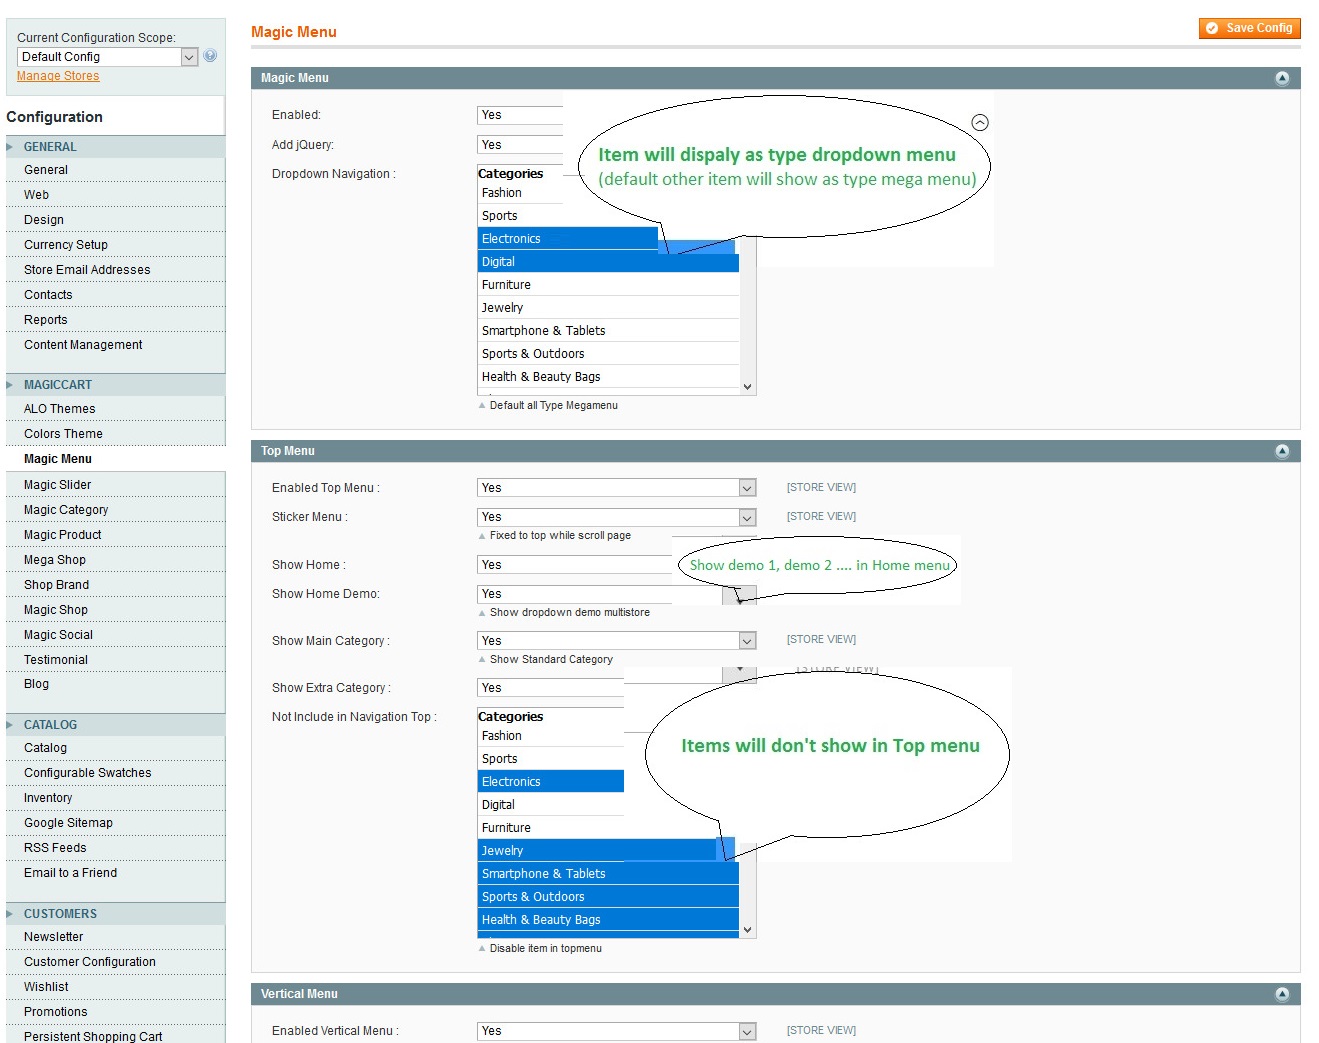 Current Configuration Scope:
Default Config
Manage Stores
Configuration
GENERAL
General
Web
Design
Currency Setup
Store Email Addresses
Contacts
Reports
Content Management
MAGICCART
ALO Themes
Colors Theme
Magic Menu
Magic Slider
Magic Category
Magic Product
Mega Shop
Shop Brand
Magic Shop
Magic Social
Testimonial
Blog
CATALOG
Catalog
Configurable Swatches
Inventory
Google Sitemap
RSS Feeds
Email to a Friend
CUSTOMERS
Newsletter
Customer Configuration
Wishlist
Promotions
Persistent Shopping Cart
Magic Menu
Save Config
Magic Menu
Enabled: Yes
Add jQuery: Yes
Dropdown Navigation :
Categories
Fashion
Sports
Electronics
Digital
Furniture
Jewelry
Smartphone & Tablets
Sports & Outdoors
Health & Beauty Bags
Default all Type Megamenu
Item will dispaly as type dropdown menu
(default other item will show as type mega menu)
Top Menu
Enabled Top Menu : Yes [STORE VIEW]
Sticker Menu : Yes [STORE VIEW]
Fixed to top while scroll page
Show Home : Yes
Show demo 1, demo 2 .... in Home menu
Show Home Demo: Yes
Show dropdown demo multistore
Show Main Category : Yes [STORE VIEW]
Show Standard Category
[STORE VIEW]
Show Extra Category : Yes
Not Include in Navigation Top :
Categories
Fashion
Sports
Electronics
Digital
Furniture
Jewelry
Smartphone & Tablets
Sports & Outdoors
Health & Beauty Bags
Disable item in topmenu
Items will don't show in Top menu
Vertical Menu
Enabled Vertical Menu : Yes [STORE VIEW]